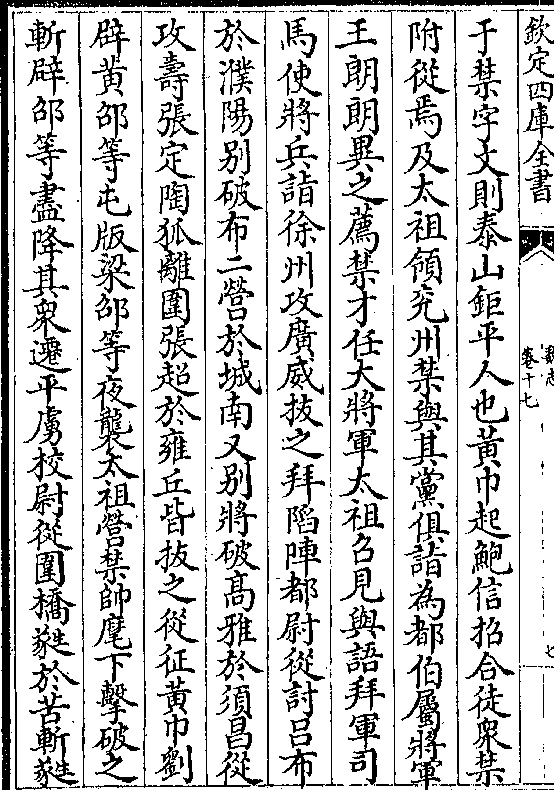 欽定四庫全書
魏志
卷十七
七
于禁字文則泰山鉅平人也黃巾起鮑信招合徒衆禁
附從焉及太祖領兖州禁與其黨俱詣為都伯屬將軍
王朗朗異之薦禁才任大將軍太祖召見與語拜軍司
馬使將兵詣徐州攻廣威抜之拜陷陣都尉從討吕布
於濮陽别破布二營於城南又别將破髙雅於須昌從
攻壽張定陶狐離圍張超於雍丘皆抜之從征黄巾劉
辟黄邵等屯版梁邵等夜襲太祖營禁帥麾下擊破之
斬辟邵等盡降其衆遷平虜校尉從圍橋蕤於苦斬蕤